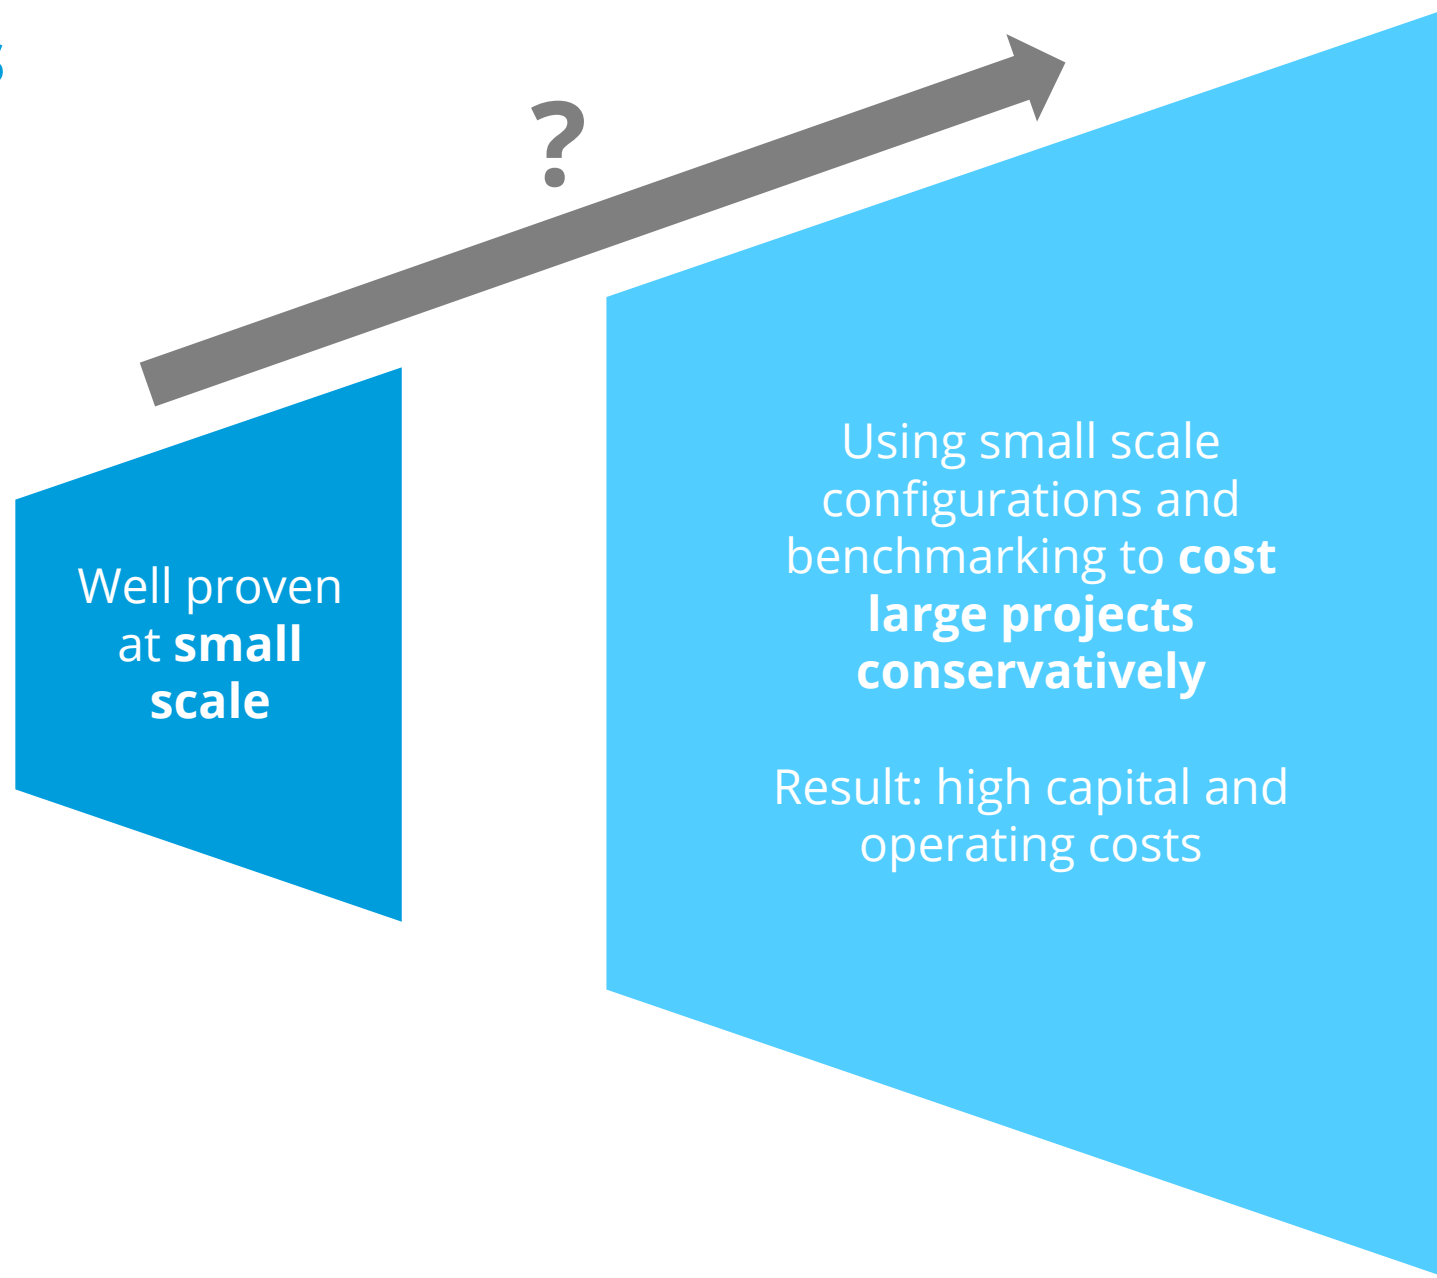 ?
Well proven
at small
scale
Using small scale
configurations and
benchmarking to cost
large projects
conservatively
Result: high capital and
operating costs